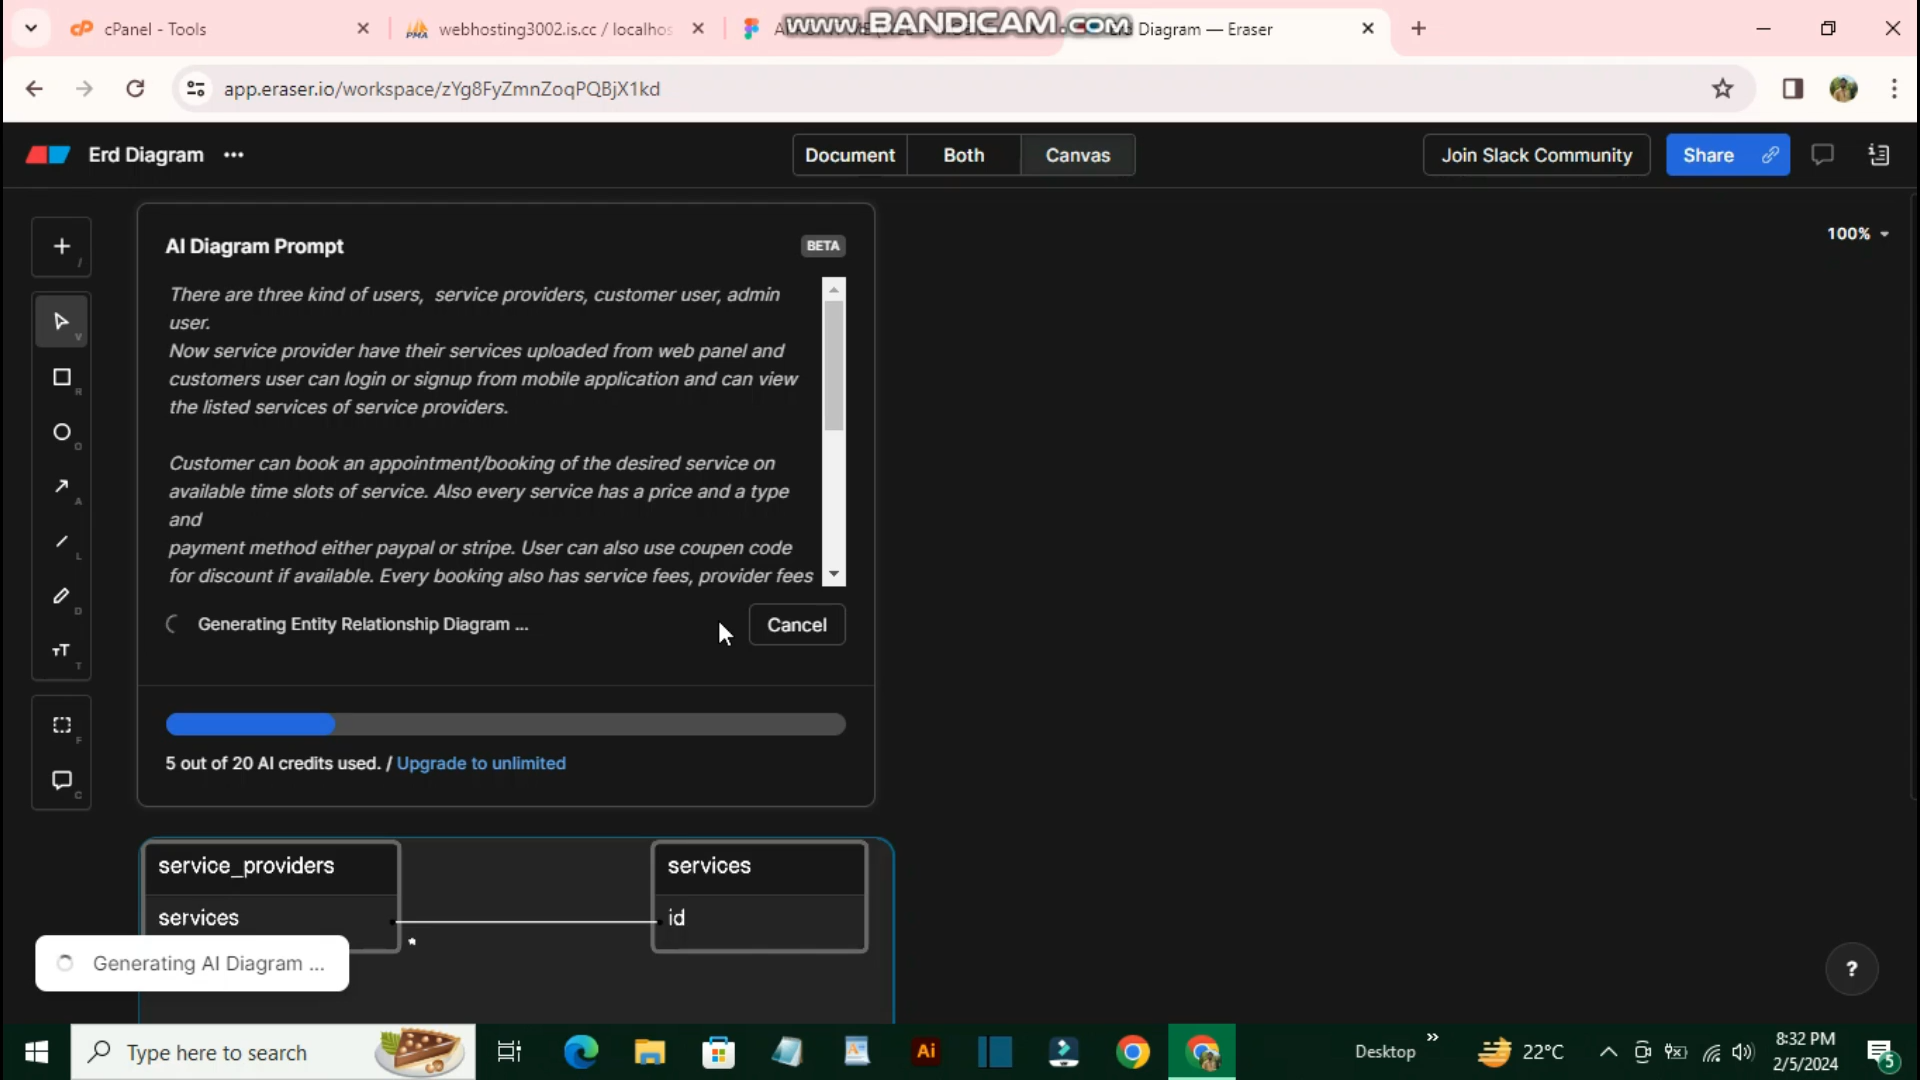 cPanel - Tools
webhosting3002.is.cc / localhos
www.BANDICAM.com
Diagram — Eraser
app.eraser.io/workspace/zYg8FyZmnZoqPQBjX1kd
Erd Diagram
Document
Both
Canvas
Join Slack Community
Share
100%
AI Diagram Prompt
BETA
There are three kind of users, service providers, customer user, admin
user.
Now service provider have their services uploaded from web panel and
customers user can login or signup from mobile application and can view
the listed services of service providers.
Customer can book an appointment/booking of the desired service on
available time slots of service. Also every service has a price and a type
and
payment method either paypal or stripe. User can also use coupen code
for discount if available. Every booking also has service fees, provider fees
Generating Entity Relationship Diagram ...
Cancel
5 out of 20 AI credits used. / Upgrade to unlimited
service_providers
services
services
id
Generating AI Diagram ...
?
Type here to search
Ai
Desktop
22°C
8:32 PM
2/5/2024
5